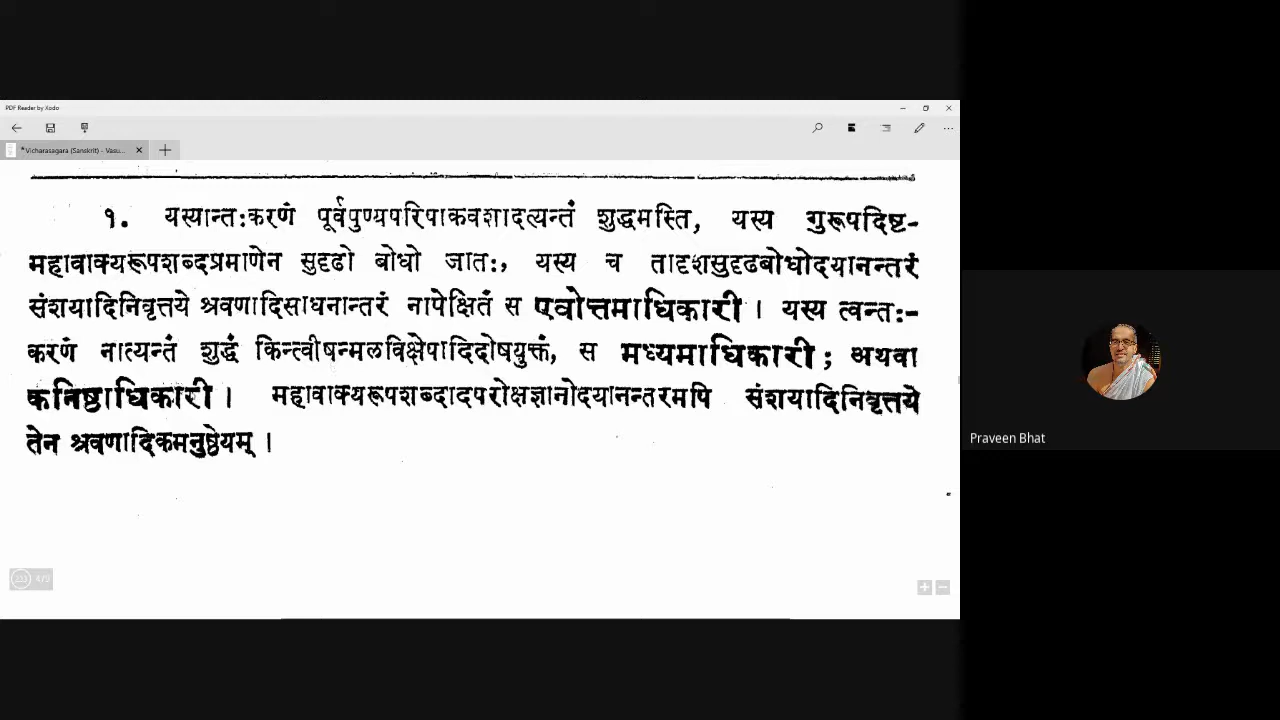 PDF Reader by Xodo
*Vicharasagara (Sanskrit) - Vasu...
१. यस्यान्तःकरणं पूर्वपुण्यपरिपाकवशादत्यन्तं शुद्धमस्ति, यस्य गुरूपदिष्ट-
महावाक्यरूपशब्दप्रमाणेन सुदृढो बोधो जातः, यस्य च तादृशसुदृढबोधोदयानन्तरं
संशयादिनिवृत्तये श्रवणादिसाधनान्तरं नापेक्षितं स एवोत्तमाधिकारी । यस्य त्वन्तः-
करणं नात्यन्तं शुद्धं किन्त्वीषन्मलविक्षेपादिदोषयुक्तं, स मध्यमाधिकारी; अथवा
कनिष्ठाधिकारी । महावाक्यरूपशब्दादपरोक्षज्ञानोदयानन्तरमपि संशयादिनिवृत्तये
तेन श्रवणादिकमनुष्ठेयम् ।
Praveen Bhat